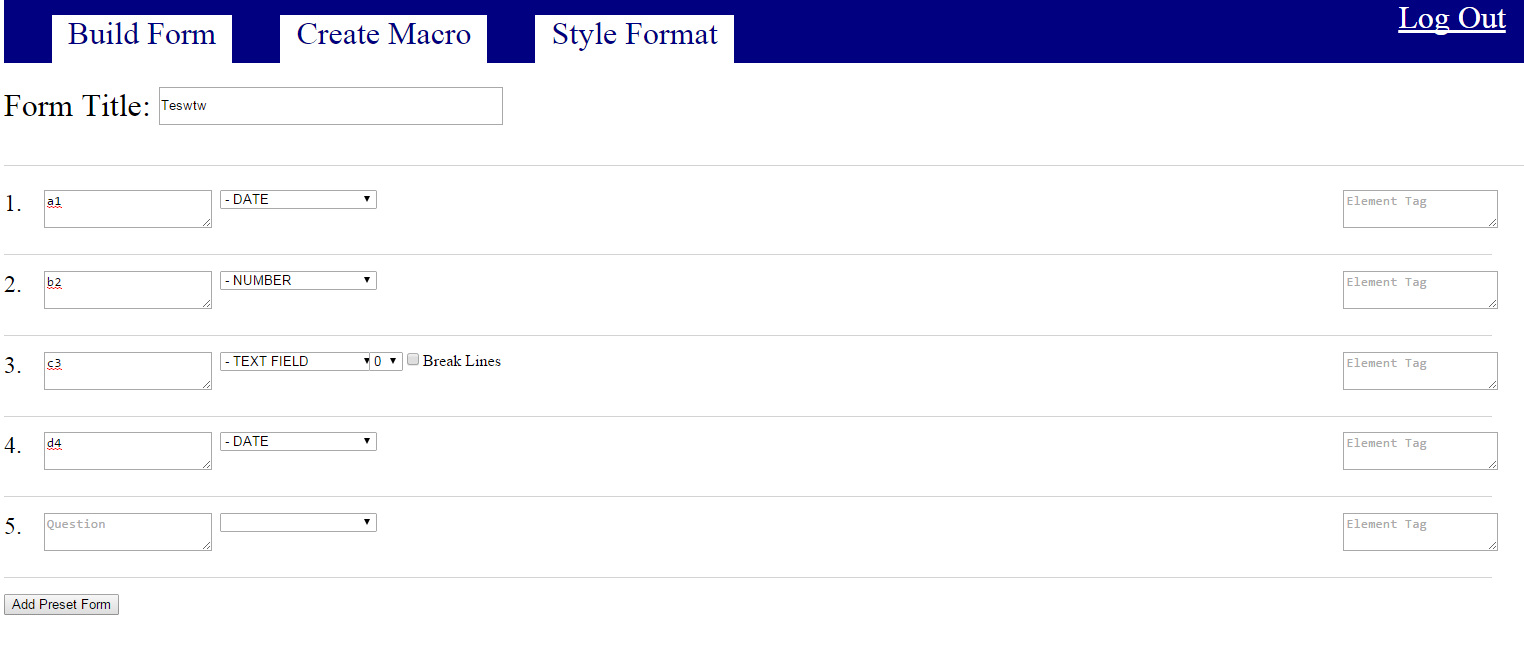 Build Form Create Macro Style Format Log Out
Form Title: Teswtw
1. a1 - DATE Element Tag
2. b2 - NUMBER Element Tag
3. c3 - TEXT FIELD 0 Break Lines Element Tag
4. d4 - DATE Element Tag
5. Question Element Tag
Add Preset Form